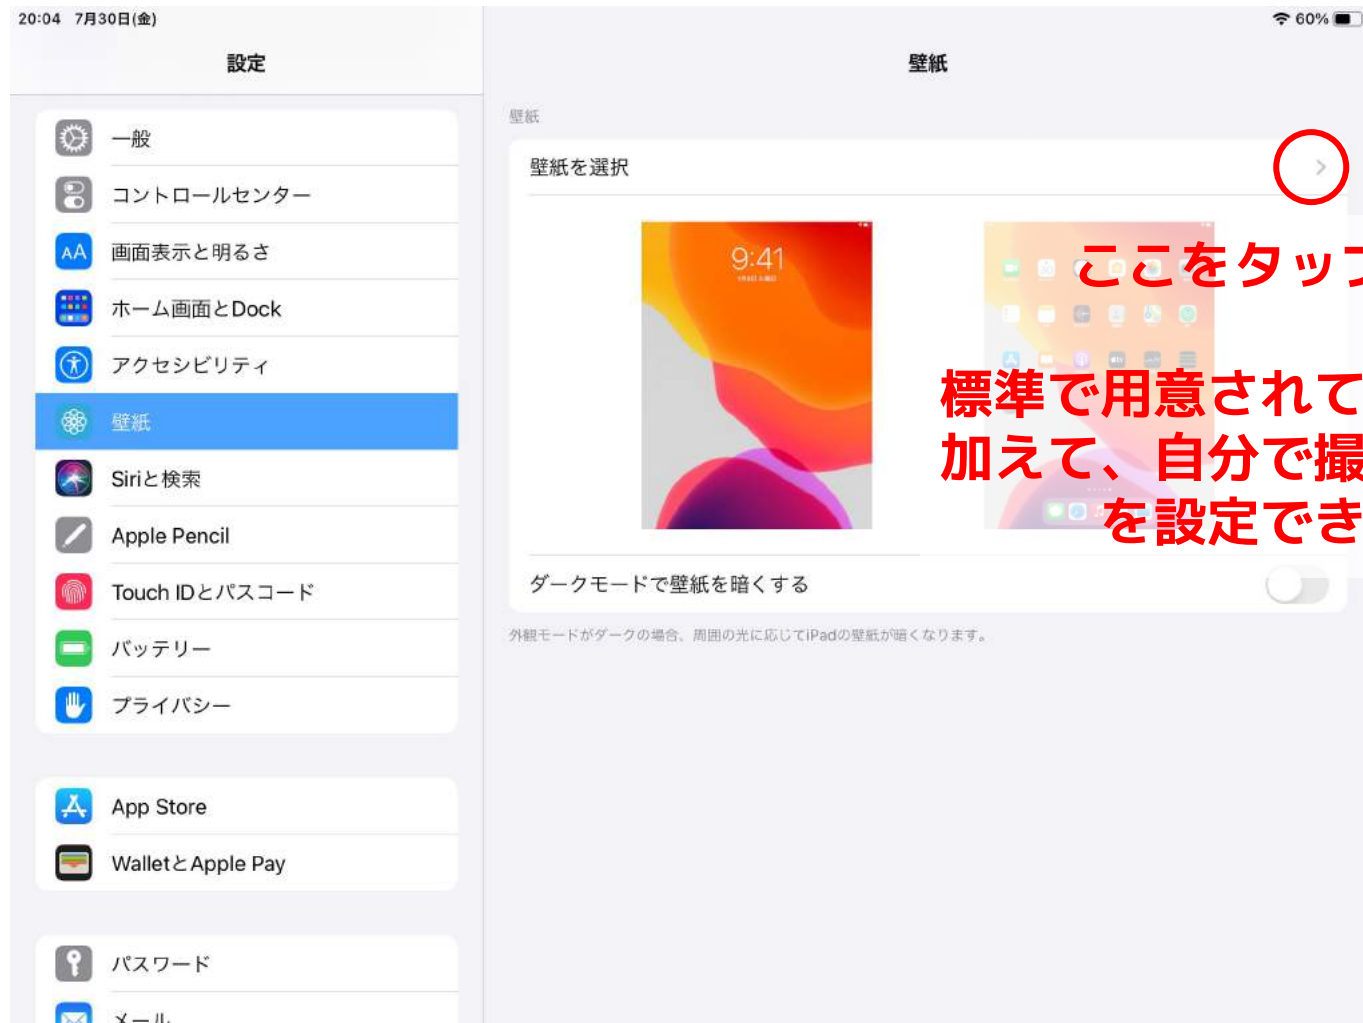 20:04 7月30日(金)
60%
設定
一般
コントロールセンター
AA 画面表示と明るさ
ホーム画面とDock
アクセシビリティ
壁紙
Siriと検索
Apple Pencil
Touch IDとパスコード
バッテリー
プライバシー
App Store
WalletとApple Pay
パスワード
メール
壁紙
壁紙
壁紙を選択
9:41
ここをタップ
標準で用意されて
加えて、自分で撮
を設定でき
ダークモードで壁紙を暗くする
外観モードがダークの場合、周囲の光に応じてiPadの壁紙が暗くなります。